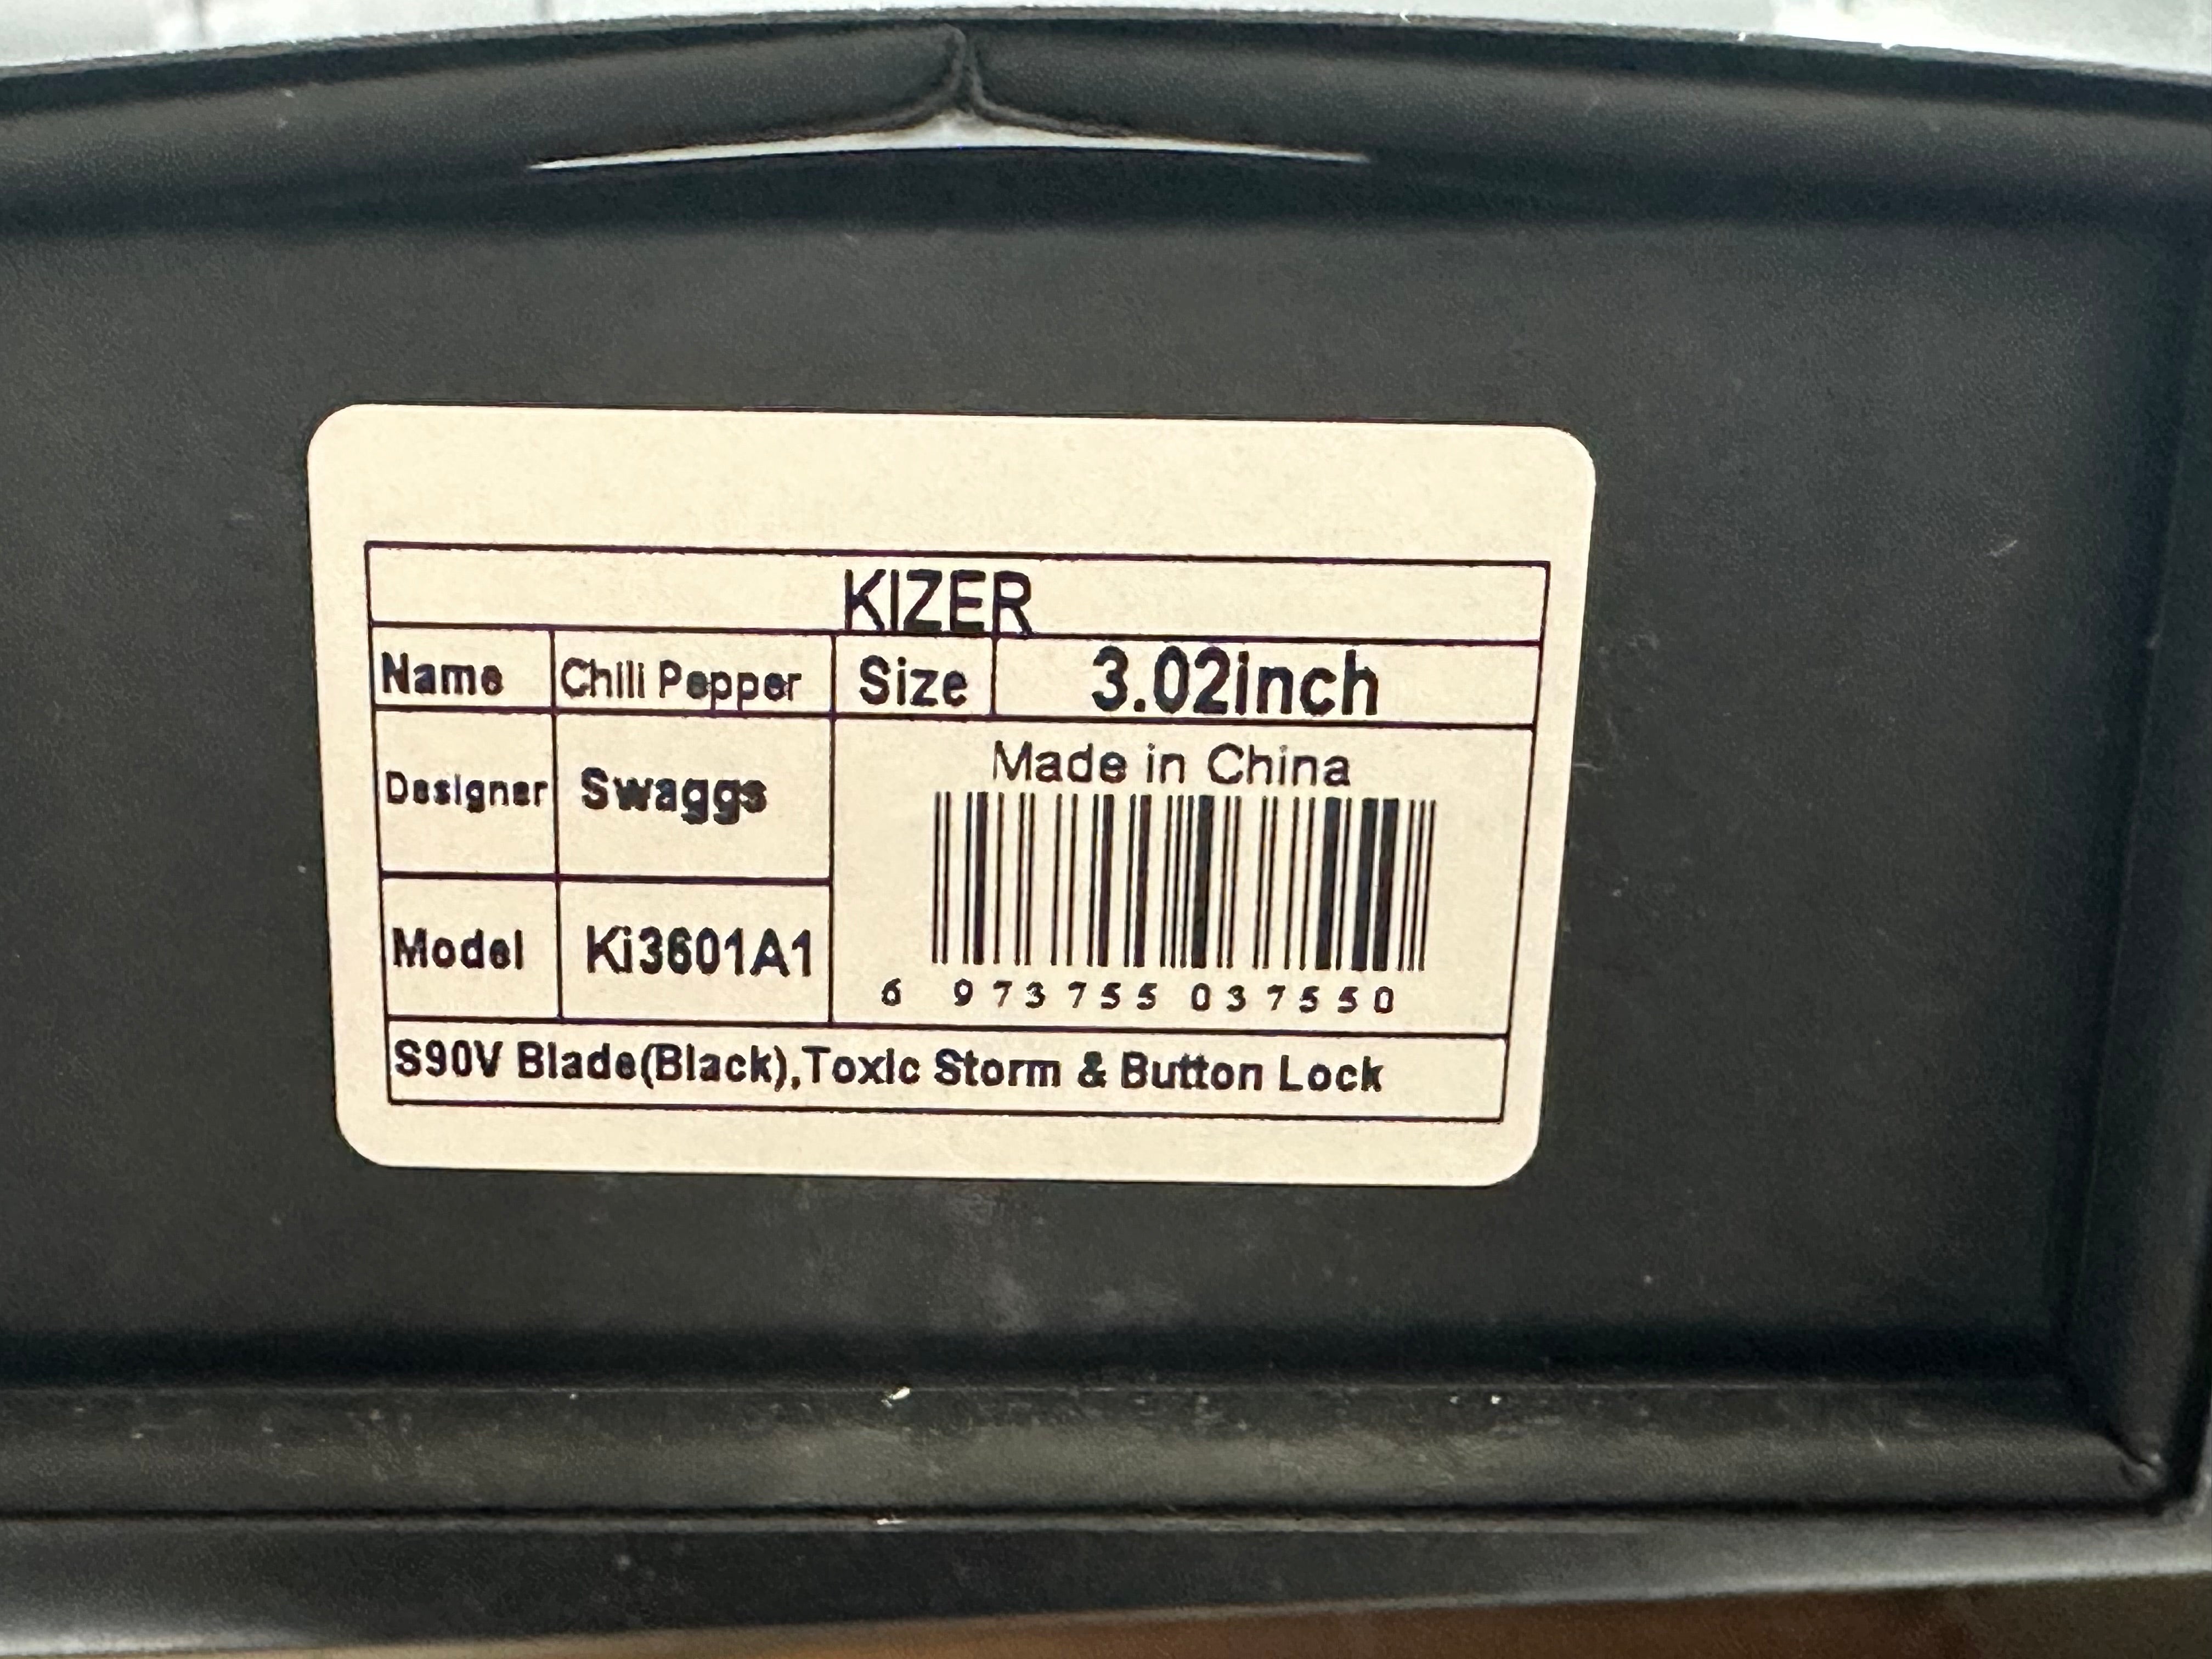 KIZER
Name Chili Pepper Size 3.02inch
Designer Swaggs Made in China
Model Ki3601A1 6 973755 037550
S90V Blade(Black),Toxic Storm & Button Lock